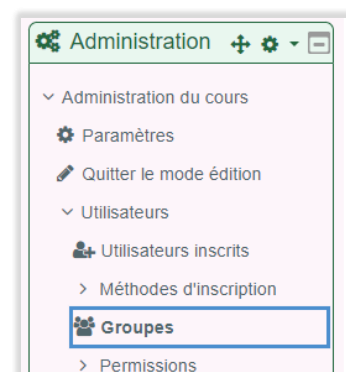 Administration
Administration du cours
Paramètres
Quitter le mode édition
Utilisateurs
Utilisateurs inscrits
Méthodes d'inscription
Groupes
Permissions